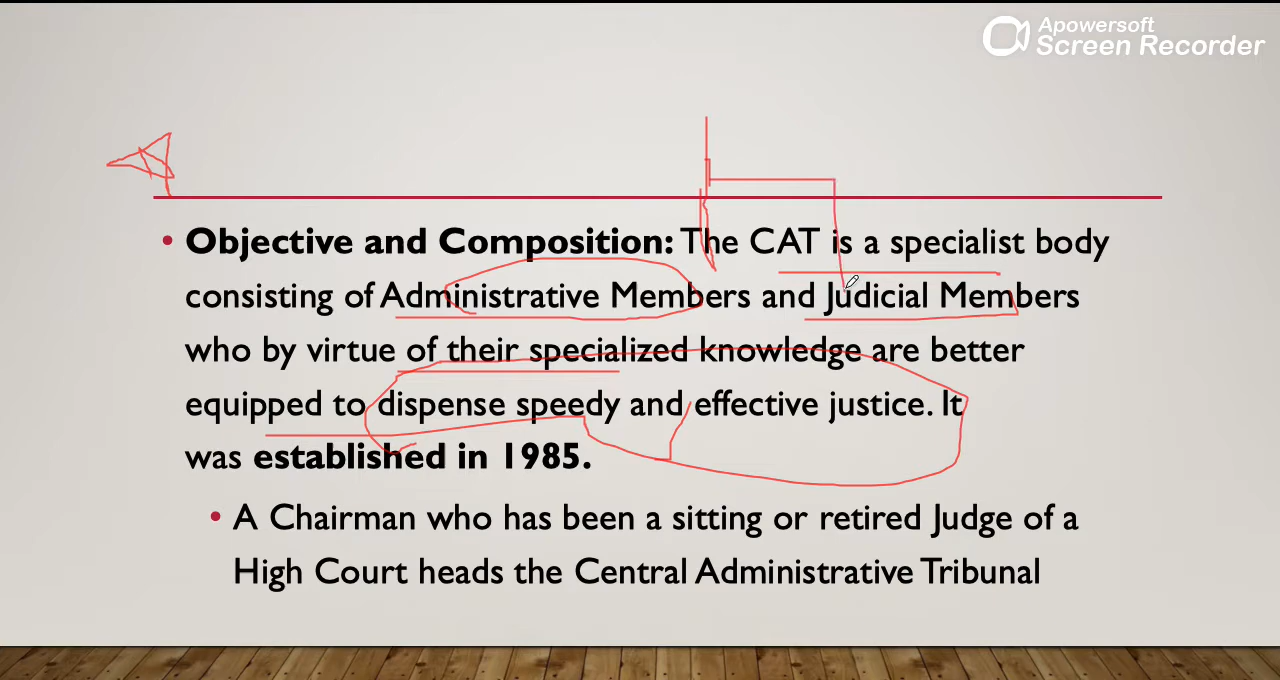 Apowersoft
Screen Recorder
• Objective and Composition: The CAT is a specialist body
consisting of Administrative Members and Judicial Members
who by virtue of their specialized knowledge are better
equipped to dispense speedy and effective justice. It
was established in 1985.
• A Chairman who has been a sitting or retired Judge of a
High Court heads the Central Administrative Tribunal